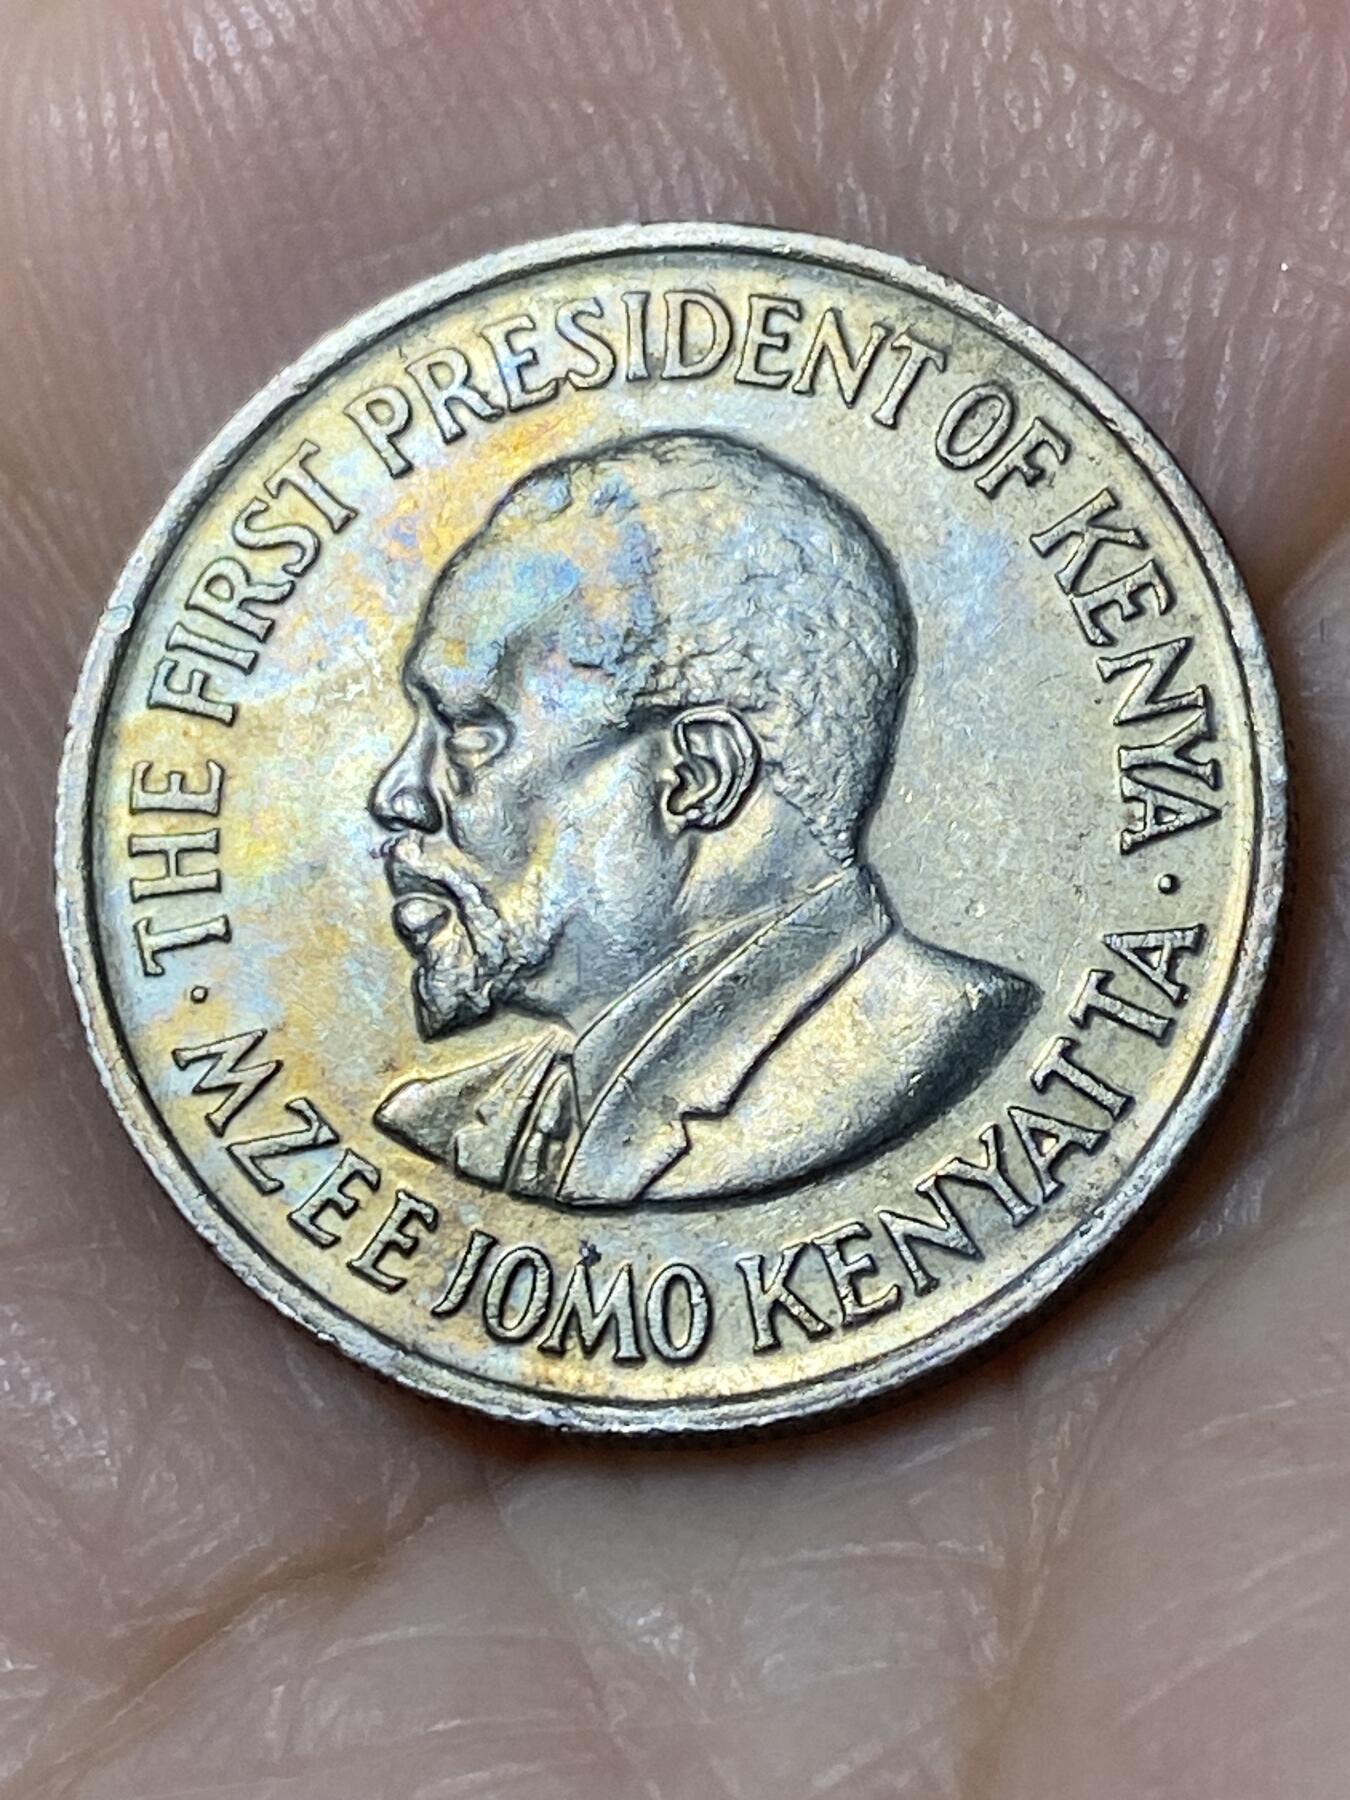 · THE FIRST PRESIDENT OF KENYA ·
MZEE JOMO KENYATTA